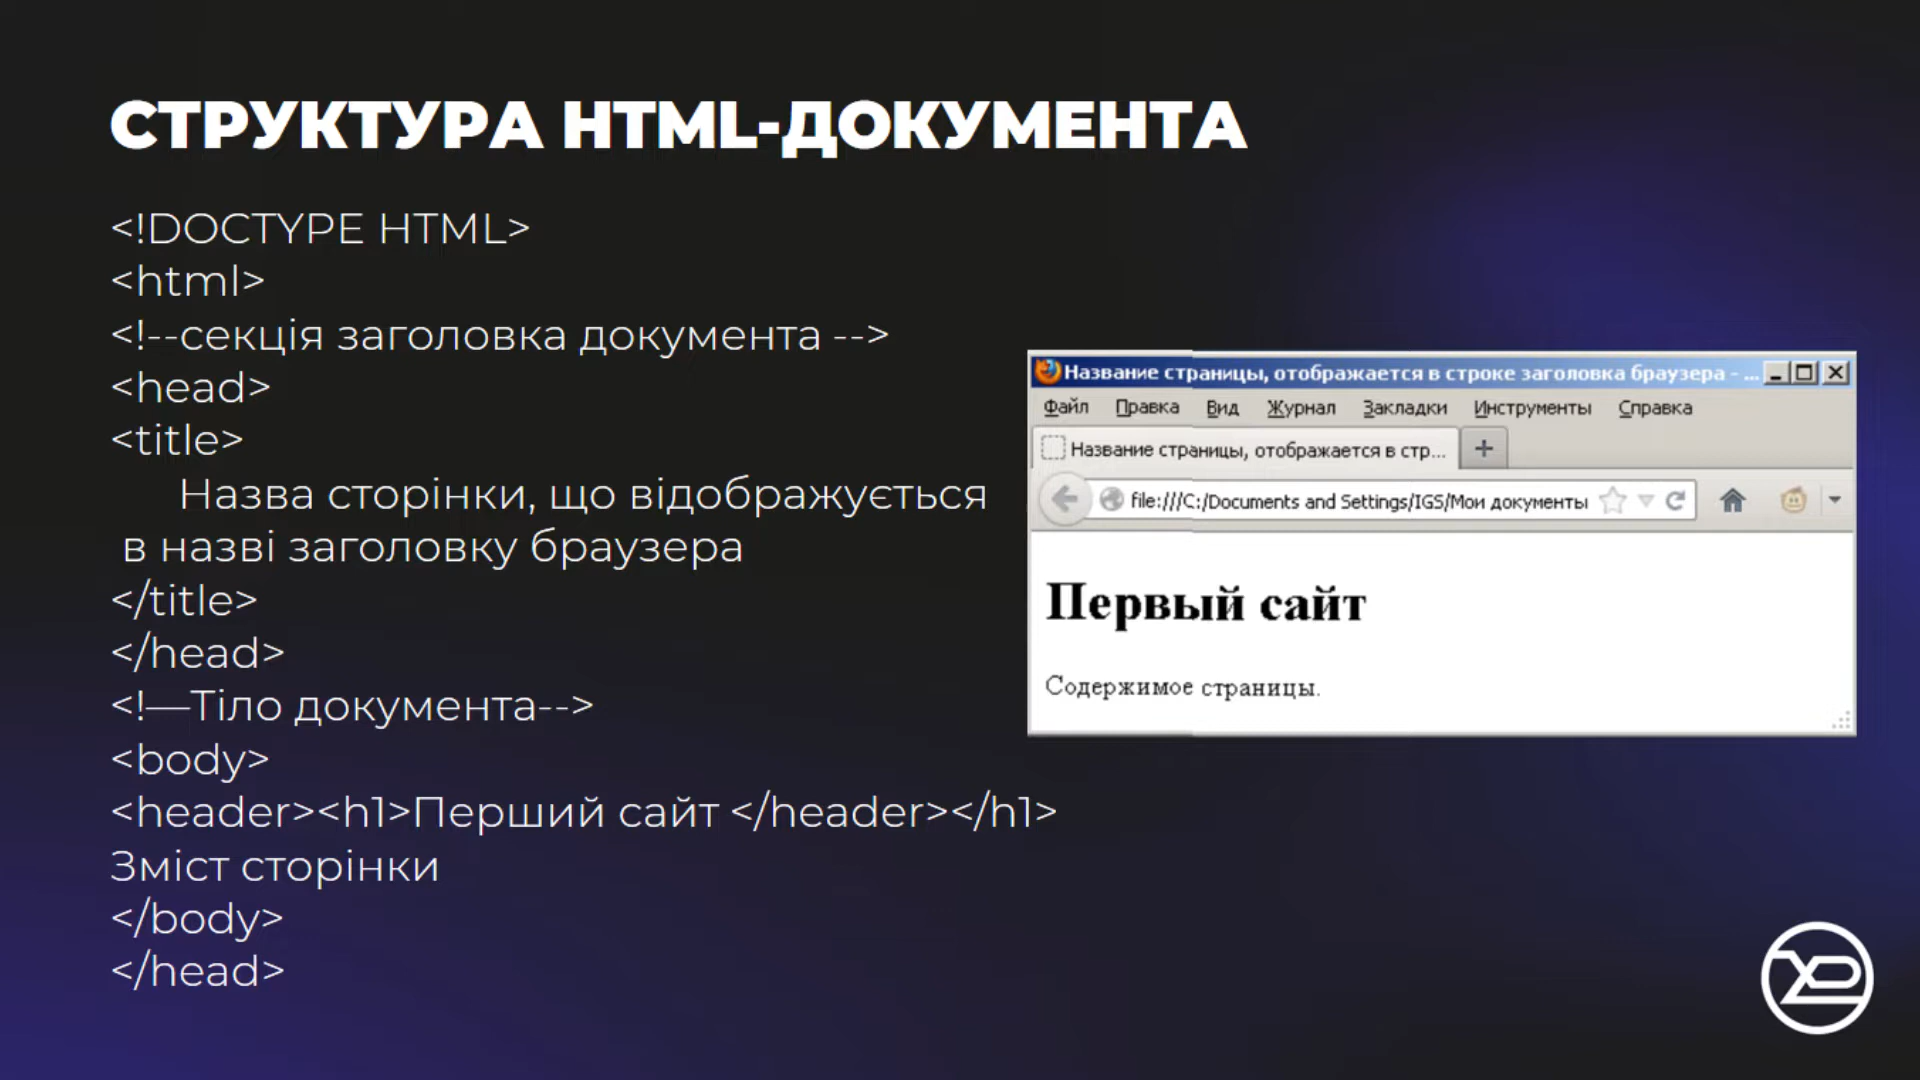 СТРУКТУРА HTML-ДОКУМЕНТА
<!DOCTYPE HTML>
<html>
<!--секція заголовка документа -->
<head>
<title>
Назва сторінки, що відображується
в назві заголовку браузера
</title>
</head>
<!—Тіло документа-->
<body>
<header><h1>Перший сайт </header></h1>
Зміст сторінки
</body>
</head>
Название страницы, отображается в строке заголовка браузера - ...
Файл Правка Вид Журнал Закладки Инструменты Справка
Название страницы, отображается в стр...
file:///C:/Documents and Settings/IGS/Мои документы
Первый сайт
Содержимое страницы.